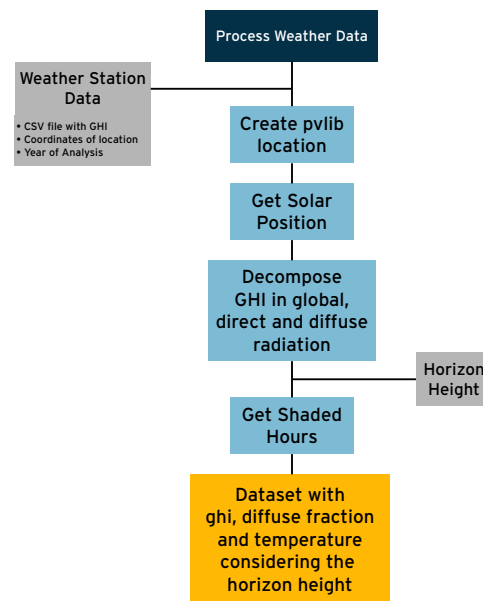 Process Weather Data
Weather Station
Data
• CSV file with GHI
• Coordinates of location
• Year of Analysis
Create pvlib
location
Get Solar
Position
Decompose
GHI in global,
direct and diffuse
radiation
Horizon
Height
Get Shaded
Hours
Dataset with
ghi, diffuse fraction
and temperature
considering the
horizon height